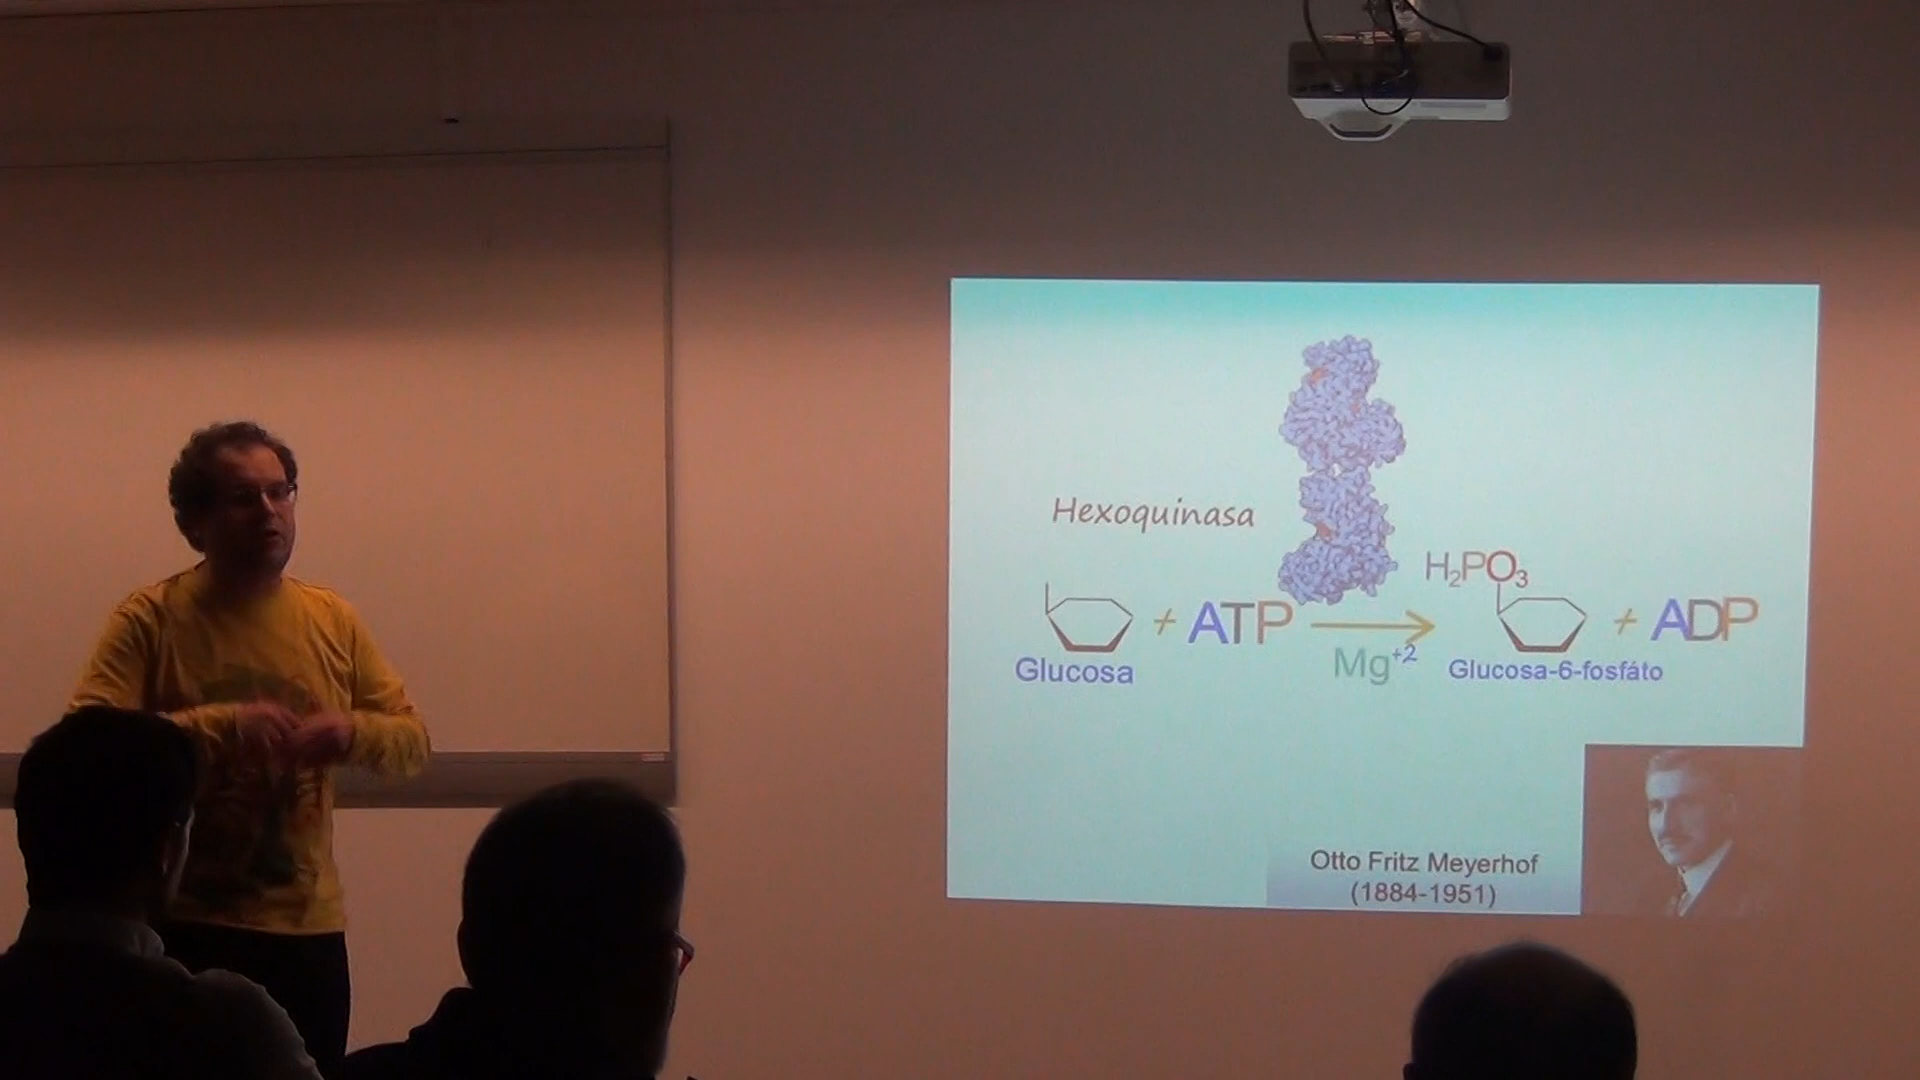 Hexoquinasa
H₂PO₃
+ ATP
+ ADP
Mg⁺²
Glucosa
Glucosa-6-fosfáto
Otto Fritz Meyerhof
(1884-1951)